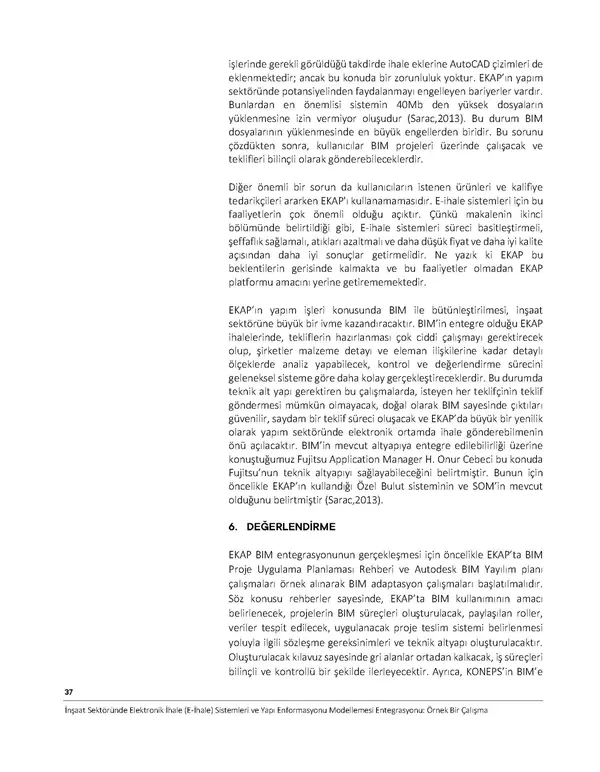 işlerinde gerekli görüldüğü takdirde ihale eklerine AutoCAD çizimleri de
eklenmektedir; ancak bu konuda bir zorunluluk yoktur. EKAP'ın yapım
sektöründe potansiyelinden faydalanmayı engelleyen bariyerler vardır.
Bunlardan en önemlisi sistemin 40Mb den yüksek dosyaların
yüklenmesine izin vermiyor oluşudur (Sarac,2013). Bu durum BIM
dosyalarının yüklenmesinde en büyük engellerden biridir. Bu sorunu
çözdükten sonra, kullanıcılar BIM projeleri üzerinde çalışacak ve
teklifleri bilinçli olarak gönderebileceklerdir.
Diğer önemli bir sorun da kullanıcıların istenen ürünleri ve kalifiye
tedarikçileri ararken EKAP'ı kullanamamasıdır. E-ihale sistemleri için bu
faaliyetlerin çok önemli olduğu açıktır. Çünkü makalenin ikinci
bölümünde belirtildiği gibi, E-ihale sistemleri süreci basitleştirmeli,
şeffaflık sağlamalı, atıkları azaltmalı ve daha düşük fiyat ve daha iyi kalite
açısından daha iyi sonuçlar getirmelidir. Ne yazık ki EKAP bu
beklentilerin gerisinde kalmakta ve bu faaliyetler olmadan EKAP
platformu amacını yerine getirememektedir.
EKAP'ın yapım işleri konusunda BIM ile bütünleştirilmesi, inşaat
sektörüne büyük bir ivme kazandıracaktır. BIM'in entegre olduğu EKAP
ihalelerinde, tekliflerin hazırlanması çok ciddi çalışmayı gerektirecek
olup, şirketler malzeme detayı ve eleman ilişkilerine kadar detaylı
ölçeklerde analiz yapabilecek, kontrol ve değerlendirme sürecini
geleneksel sisteme göre daha kolay gerçekleştireceklerdir. Bu durumda
teknik alt yapı gerektiren bu çalışmalarda, isteyen her teklifçinin teklif
göndermesi mümkün olmayacak, doğal olarak BIM sayesinde çıktıları
güvenilir, saydam bir teklif süreci oluşacak ve EKAP'da büyük bir yenilik
olarak yapım sektöründe elektronik ortamda ihale gönderebilmenin
önü açılacaktır. BIM'in mevcut altyapıya entegre edilebilirliği üzerine
konuştuğumuz Fujitsu Application Manager H. Onur Cebeci bu konuda
Fujitsu'nun teknik altyapıyı sağlayabileceğini belirtmiştir. Bunun için
öncelikle EKAP'ın kullandığı Özel Bulut sisteminin ve SOM'in mevcut
olduğunu belirtmiştir (Sarac,2013).
6. DEĞERLENDİRME
EKAP BIM entegrasyonunun gerçekleşmesi için öncelikle EKAP'ta BIM
Proje Uygulama Planlaması Rehberi ve Autodesk BIM Yayılım planı
çalışmaları örnek alınarak BIM adaptasyon çalışmaları başlatılmalıdır.
Söz konusu rehberler sayesinde, EKAP'ta BIM kullanımının amacı
belirlenecek, projelerin BIM süreçleri oluşturulacak, paylaşılan roller,
veriler tespit edilecek, uygulanacak proje teslim sistemi belirlenmesi
yoluyla ilgili sözleşme gereksinimleri ve teknik altyapı oluşturulacaktır.
Oluşturulacak kılavuz sayesinde gri alanlar ortadan kalkacak, iş süreçleri
bilinçli ve kontrollü bir şekilde ilerleyecektir. Ayrıca, KONEPS'in BIM'e
37
İnşaat Sektöründe Elektronik İhale (E-İhale) Sistemleri ve Yapı Enformasyonu Modellemesi Entegrasyonu: Örnek Bir Çalışma